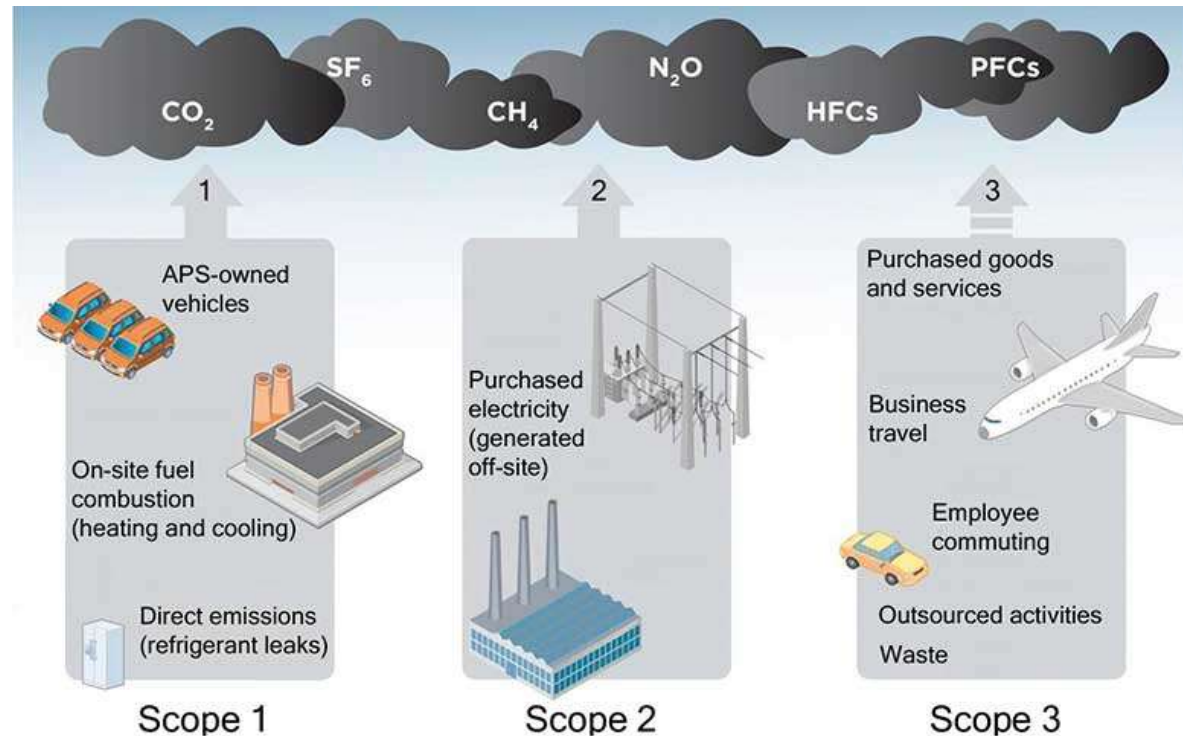 SF₆
N₂O
PFCs
CO₂
CH₄
HFCs
1
2
3
APS-owned
vehicles
On-site fuel
combustion
(heating and cooling)
Direct emissions
(refrigerant leaks)
Purchased
electricity
(generated
off-site)
Purchased goods
and services
Business
travel
Employee
commuting
Outsourced activities
Waste
Scope 1
Scope 2
Scope 3